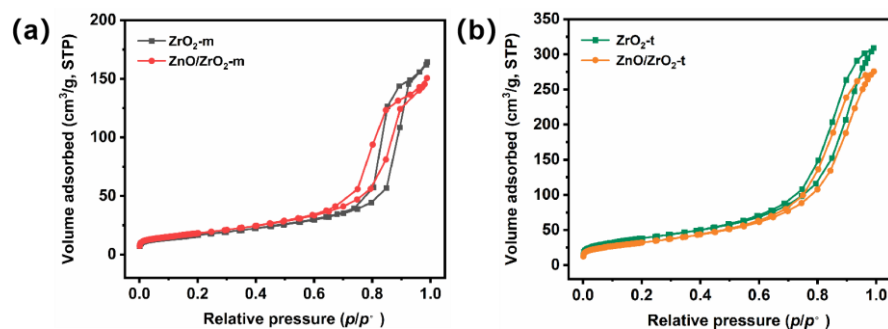 (a)
200
150
100
50
0
Volume adsorbed (cm³/g, STP)
ZrO₂-m
ZnO/ZrO₂-m
0.0 0.2 0.4 0.6 0.8 1.0
Relative pressure (p/p°)
(b)
350
300
250
200
150
100
50
0
Volume adsorbed (cm³/g, STP)
ZrO₂-t
ZnO/ZrO₂-t
0.0 0.2 0.4 0.6 0.8 1.0
Relative pressure (p/p°)